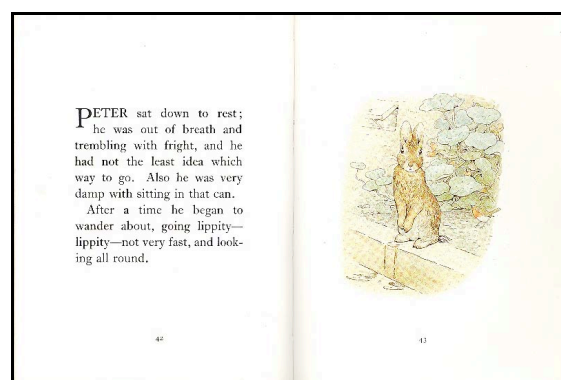 PETER sat down to rest;
he was out of breath and
trembling with fright, and he
had not the least idea which
way to go. Also he was very
damp with sitting in that can.
After a time he began to
wander about, going lippity—
lippity—not very fast, and look-
ing all round.
42
43